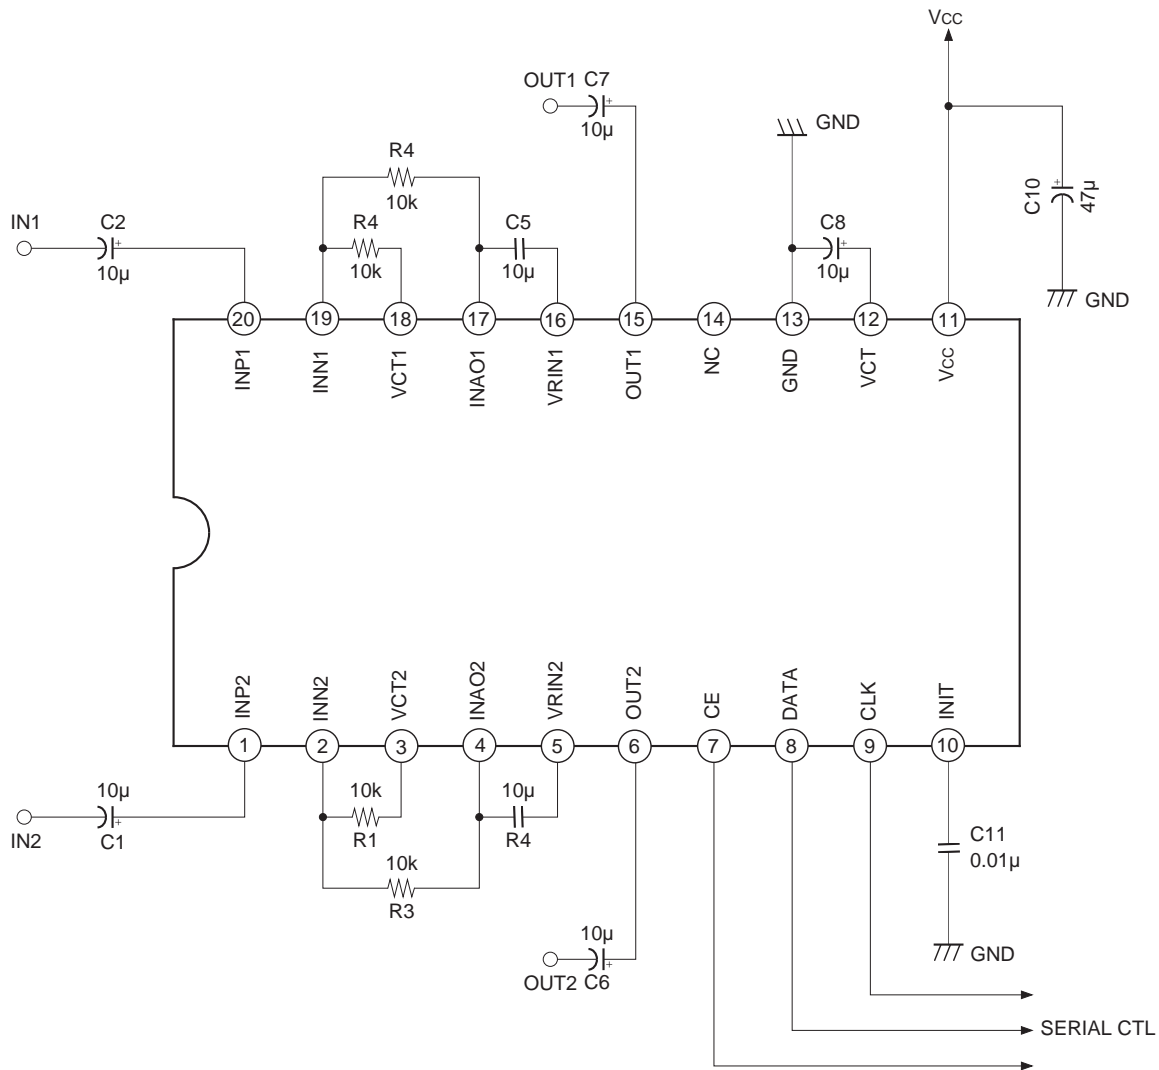 VCC
OUT1 C7
10µ
GND
R4
10k
C10
47µ
IN1
C2
10µ
R4
10k
C5
10µ
C8
10µ
GND
20
19
18
17
16
15
14
13
12
11
INP1
INN1
VCT1
INAO1
VRIN1
OUT1
NC
GND
VCT
VCC
INP2
INN2
VCT2
INAO2
VRIN2
OUT2
CE
DATA
CLK
INIT
1
2
3
4
5
6
7
8
9
10
IN2
10µ
C1
10k
R1
10µ
R4
10k
R3
C11
0.01µ
GND
10µ
OUT2 C6
SERIAL CTL